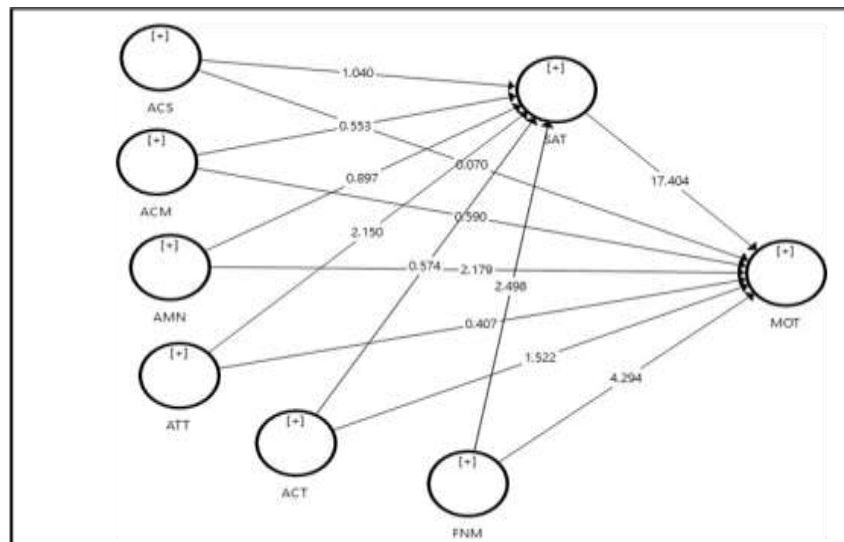 [+]
ACS
[+]
ACM
[+]
AMN
[+]
ATT
[+]
ACT
[+]
FNM
[+]
SAT
[+]
MOT
1.040
0.553
0.070
0.897
17.404
0.590
2.150
0.574
2.179
2.498
0.407
1.522
4.294